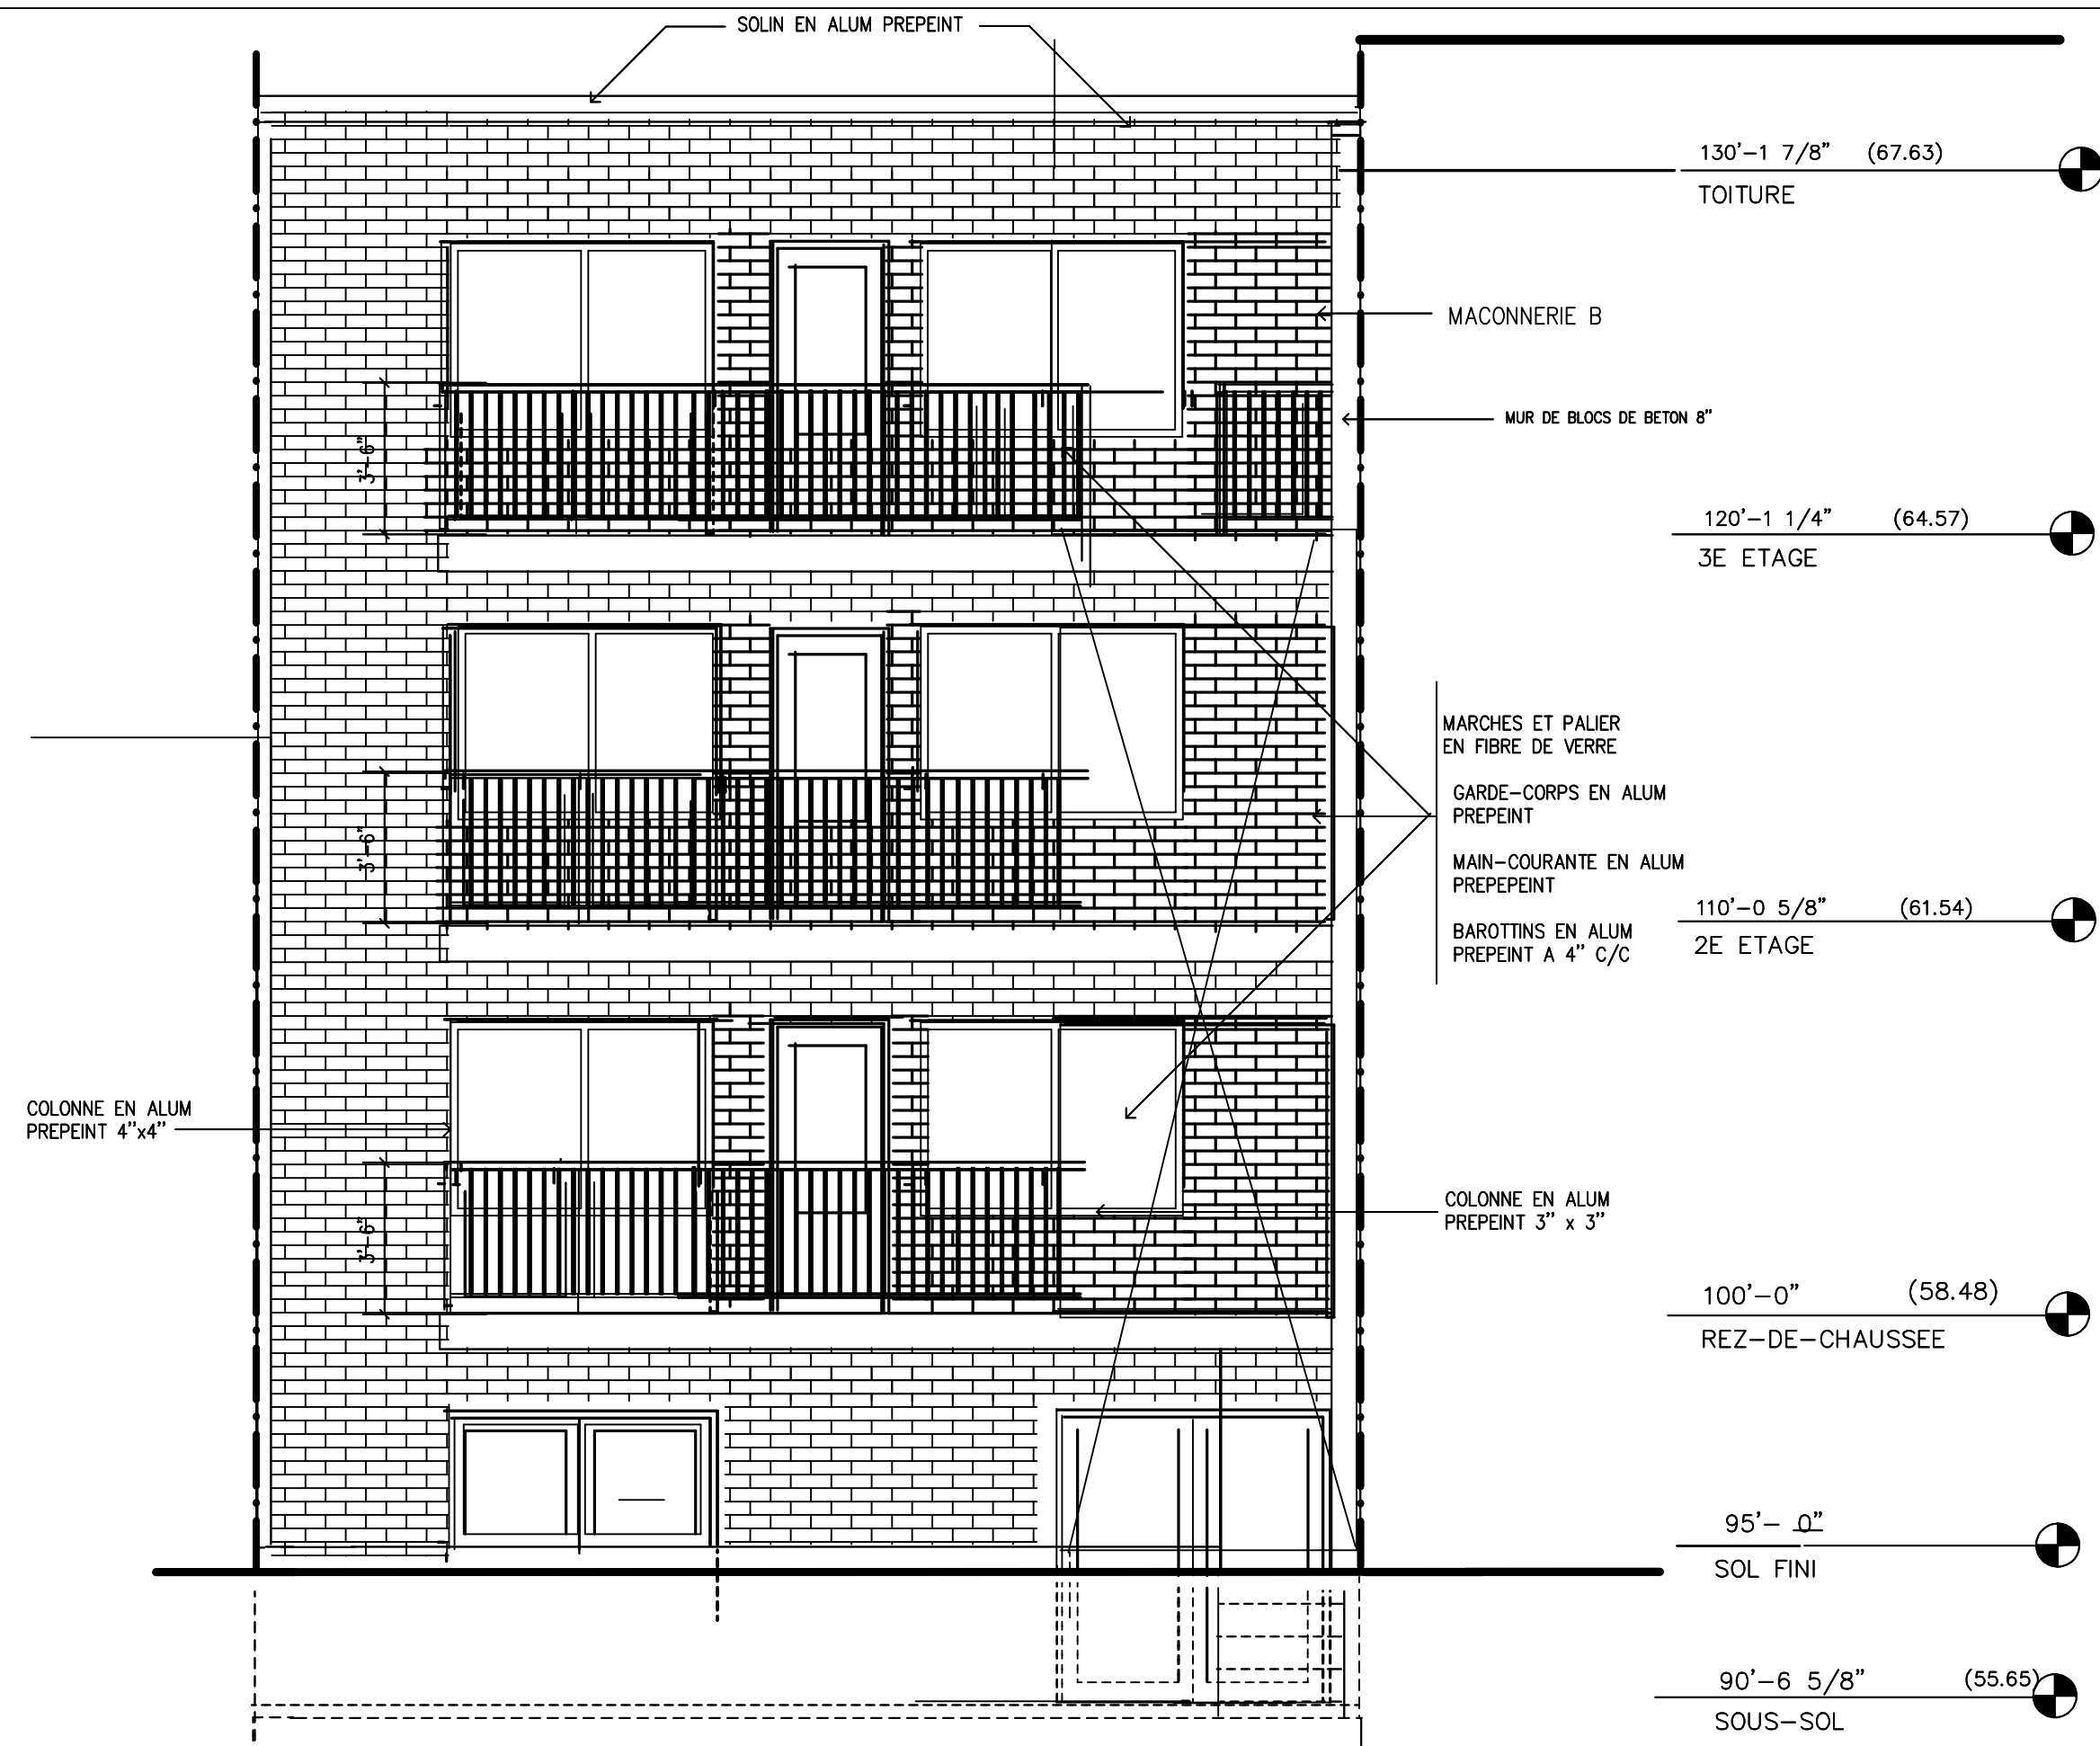 SOLIN EN ALUM PREPEINT
130'-1 7/8" (67.63)
TOITURE
MACONNERIE B
MUR DE BLOCS DE BETON 8"
3'-6"
120'-1 1/4" (64.57)
3E ETAGE
MARCHES ET PALIER
EN FIBRE DE VERRE
GARDE-CORPS EN ALUM
PREPEINT
MAIN-COURANTE EN ALUM
PREPEPEINT
BAROTTINS EN ALUM
PREPEINT A 4" C/C
3'-6"
110'-0 5/8" (61.54)
2E ETAGE
COLONNE EN ALUM
PREPEINT 4"x4"
COLONNE EN ALUM
PREPEINT 3" x 3"
3'-6"
100'-0" (58.48)
REZ-DE-CHAUSSEE
95'- 0"
SOL FINI
90'-6 5/8" (55.65)
SOUS-SOL